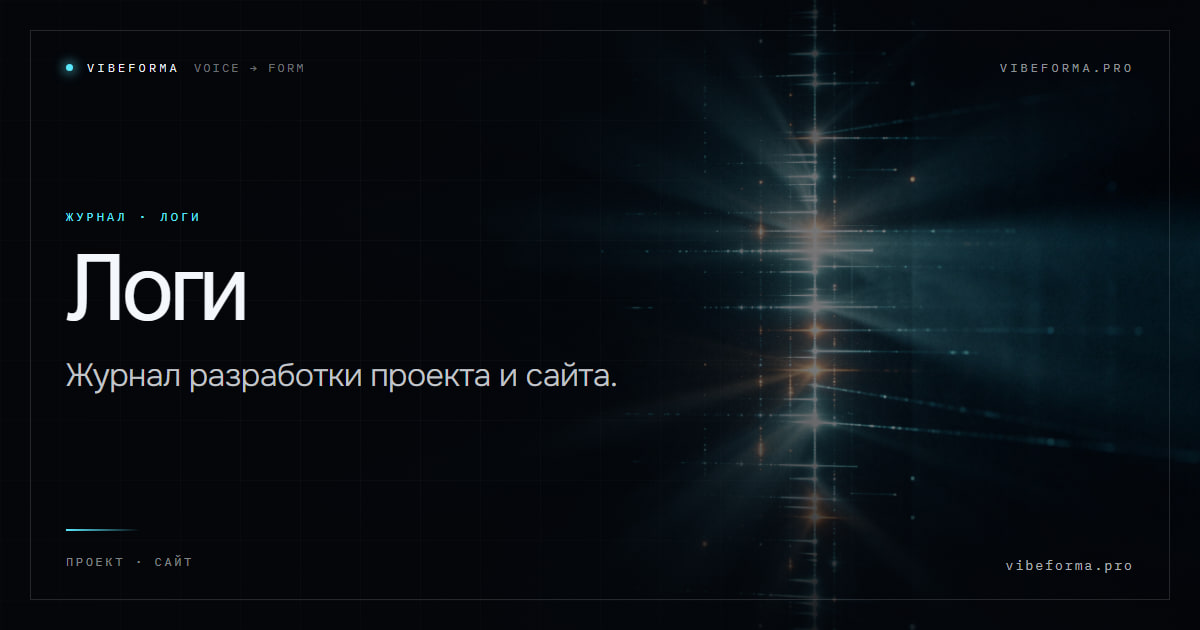 VIBEFORMA VOICE → FORM
VIBEFORMA.PRO
ЖУРНАЛ · ЛОГИ
Логи
Журнал разработки проекта и сайта.
ПРОЕКТ · САЙТ
vibeforma.pro